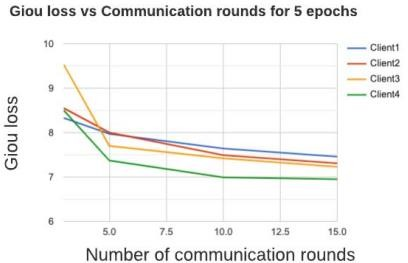 Giou loss vs Communication rounds for 5 epochs
10
9
8
7
6
Giou loss
5.0 7.5 10.0 12.5 15.0
Number of communication rounds
Client1
Client2
Client3
Client4